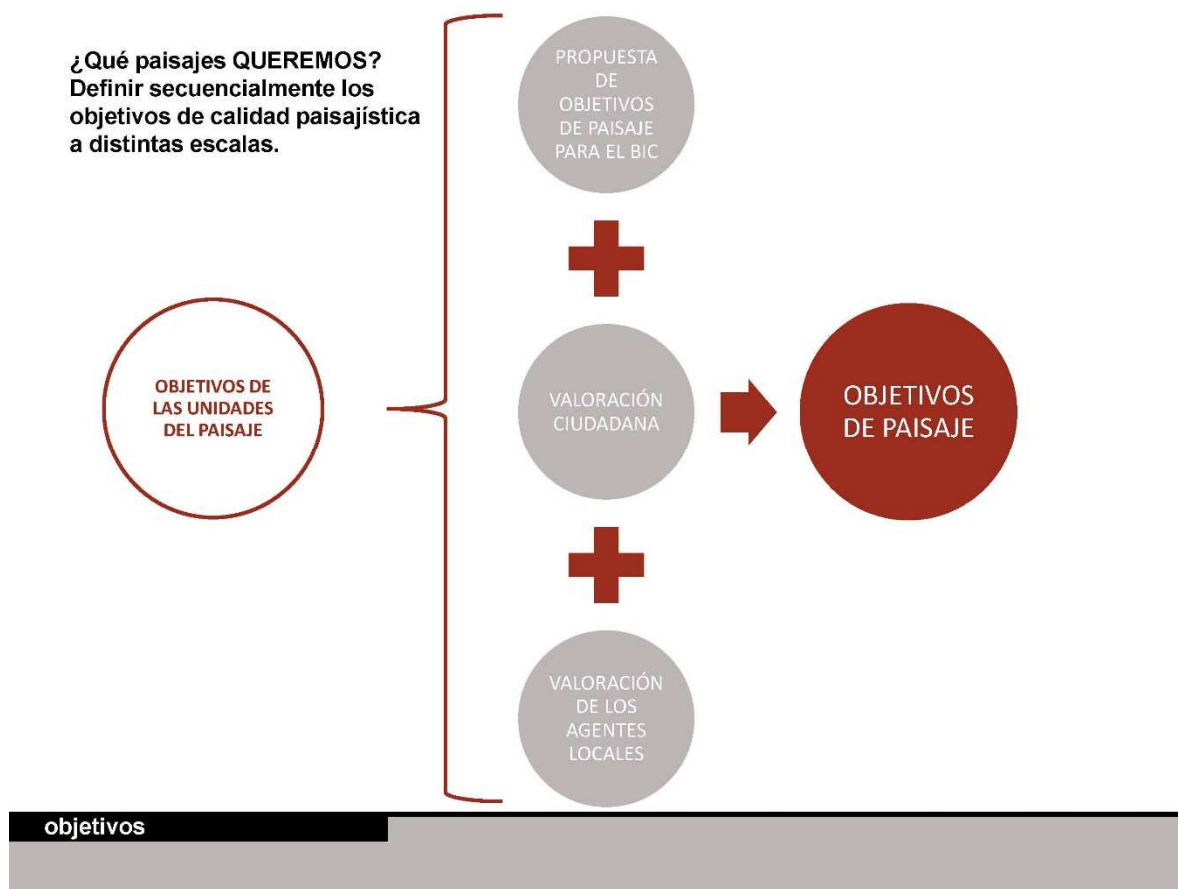 ¿Qué paisajes QUEREMOS?
Definir secuencialmente los
objetivos de calidad paisajística
a distintas escalas.
PROPUESTA
DE
OBJETIVOS
DE PAISAJE
PARA EL BIC
OBJETIVOS DE
LAS UNIDADES
DEL PAISAJE
VALORACIÓN
CIUDADANA
OBJETIVOS
DE PAISAJE
VALORACIÓN
DE LOS
AGENTES
LOCALES
objetivos